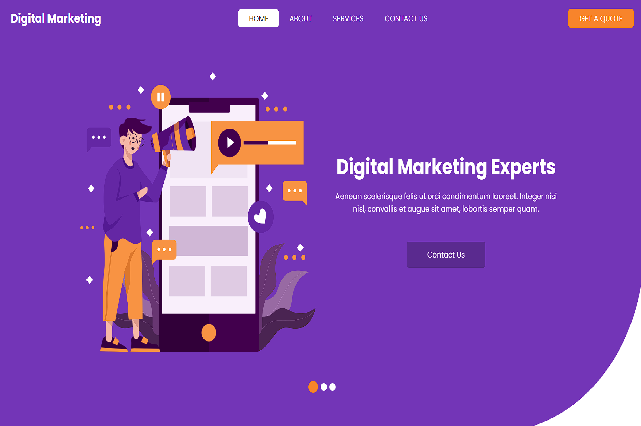 Digital Marketing
HOME ABOUT SERVICES CONTACT US
GET A QUOTE
Digital Marketing Experts
Aenean scelerisque felis ut orci condimentum laoreet. Integer nisi
nisl, convallis et augue sit amet, lobortis semper quam.
Contact Us